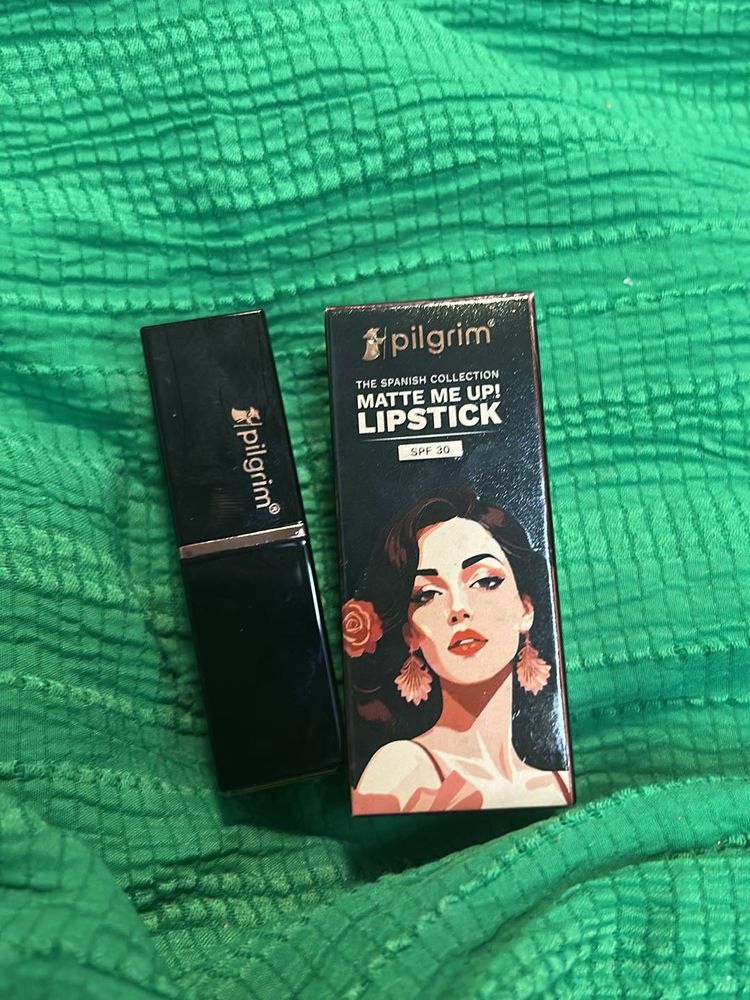 pilgrim®
pilgrim®
THE SPANISH COLLECTION
MATTE ME UP!
LIPSTICK
SPF 30